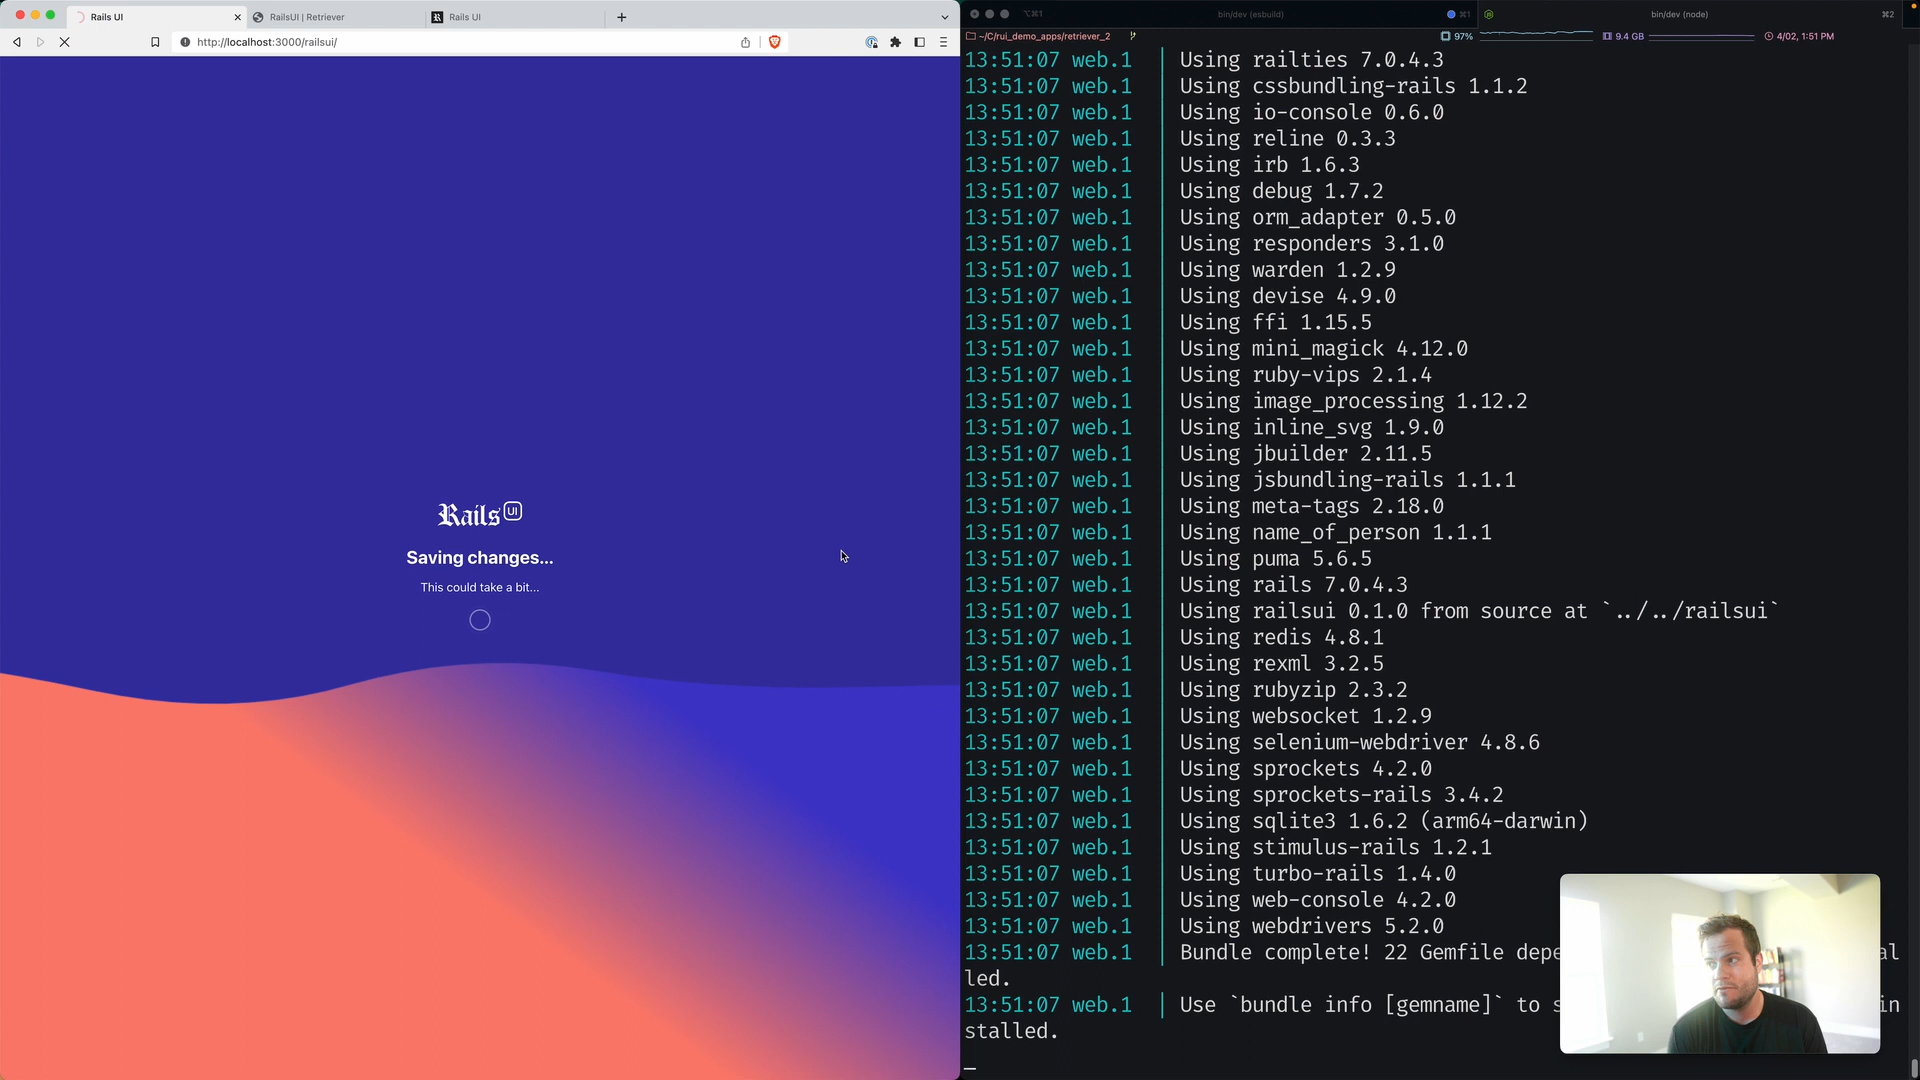 Rails UI
RailsUI | Retriever
Rails UI
http://localhost:3000/railsui/
Rails UI
Saving changes...
This could take a bit...
⌥⌘1
bin/dev (esbuild)
⌘1
bin/dev (node)
⌘2
~/C/rui_demo_apps/retriever_2
97%
9.4 GB
4/02, 1:51 PM
13:51:07 web.1 | Using railties 7.0.4.3
13:51:07 web.1 | Using cssbundling-rails 1.1.2
13:51:07 web.1 | Using io-console 0.6.0
13:51:07 web.1 | Using reline 0.3.3
13:51:07 web.1 | Using irb 1.6.3
13:51:07 web.1 | Using debug 1.7.2
13:51:07 web.1 | Using orm_adapter 0.5.0
13:51:07 web.1 | Using responders 3.1.0
13:51:07 web.1 | Using warden 1.2.9
13:51:07 web.1 | Using devise 4.9.0
13:51:07 web.1 | Using ffi 1.15.5
13:51:07 web.1 | Using mini_magick 4.12.0
13:51:07 web.1 | Using ruby-vips 2.1.4
13:51:07 web.1 | Using image_processing 1.12.2
13:51:07 web.1 | Using inline_svg 1.9.0
13:51:07 web.1 | Using jbuilder 2.11.5
13:51:07 web.1 | Using jsbundling-rails 1.1.1
13:51:07 web.1 | Using meta-tags 2.18.0
13:51:07 web.1 | Using name_of_person 1.1.1
13:51:07 web.1 | Using puma 5.6.5
13:51:07 web.1 | Using rails 7.0.4.3
13:51:07 web.1 | Using railsui 0.1.0 from source at `../../railsui`
13:51:07 web.1 | Using redis 4.8.1
13:51:07 web.1 | Using rexml 3.2.5
13:51:07 web.1 | Using rubyzip 2.3.2
13:51:07 web.1 | Using websocket 1.2.9
13:51:07 web.1 | Using selenium-webdriver 4.8.6
13:51:07 web.1 | Using sprockets 4.2.0
13:51:07 web.1 | Using sprockets-rails 3.4.2
13:51:07 web.1 | Using sqlite3 1.6.2 (arm64-darwin)
13:51:07 web.1 | Using stimulus-rails 1.2.1
13:51:07 web.1 | Using turbo-rails 1.4.0
13:51:07 web.1 | Using web-console 4.2.0
13:51:07 web.1 | Using webdrivers 5.2.0
13:51:07 web.1 | Bundle complete! 22 Gemfile depe al
led.
13:51:07 web.1 | Use `bundle info [gemname]` to s in
stalled.